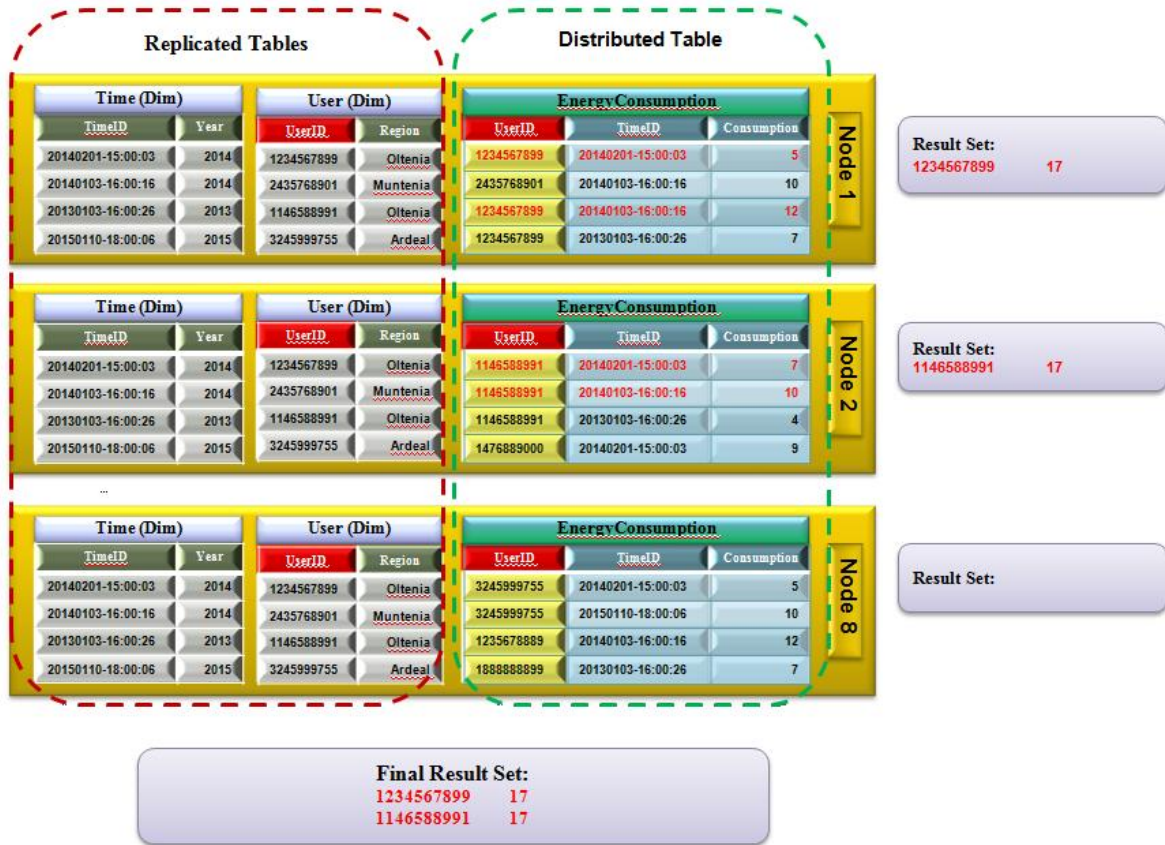 Replicated Tables
Distributed Table
Time (Dim) User (Dim) EnergyConsumption
TimeID Year UserID Region UserID TimeID Consumption
20140201-15:00:03 2014 1234567899 Oltenia 1234567899 20140201-15:00:03 5
20140103-16:00:16 2014 2435768901 Muntenia 2435768901 20140103-16:00:16 10
20130103-16:00:26 2013 1146588991 Oltenia 1234567899 20140103-16:00:16 12
20150110-18:00:06 2015 3245999755 Ardeal 1234567899 20130103-16:00:26 7
Node 1
Result Set:
1234567899 17
Time (Dim) User (Dim) EnergyConsumption
TimeID Year UserID Region UserID TimeID Consumption
20140201-15:00:03 2014 1234567899 Oltenia 1146588991 20140201-15:00:03 7
20140103-16:00:16 2014 2435768901 Muntenia 1146588991 20140103-16:00:16 10
20130103-16:00:26 2013 1146588991 Oltenia 1146588991 20130103-16:00:26 4
20150110-18:00:06 2015 3245999755 Ardeal 1476889000 20140201-15:00:03 9
Node 2
Result Set:
1146588991 17
...
Time (Dim) User (Dim) EnergyConsumption
TimeID Year UserID Region UserID TimeID Consumption
20140201-15:00:03 2014 1234567899 Oltenia 3245999755 20140201-15:00:03 5
20140103-16:00:16 2014 2435768901 Muntenia 3245999755 20150110-18:00:06 10
20130103-16:00:26 2013 1146588991 Oltenia 1235678889 20140103-16:00:16 12
20150110-18:00:06 2015 3245999755 Ardeal 1888888899 20130103-16:00:26 7
Node 8
Result Set:
Final Result Set:
1234567899 17
1146588991 17